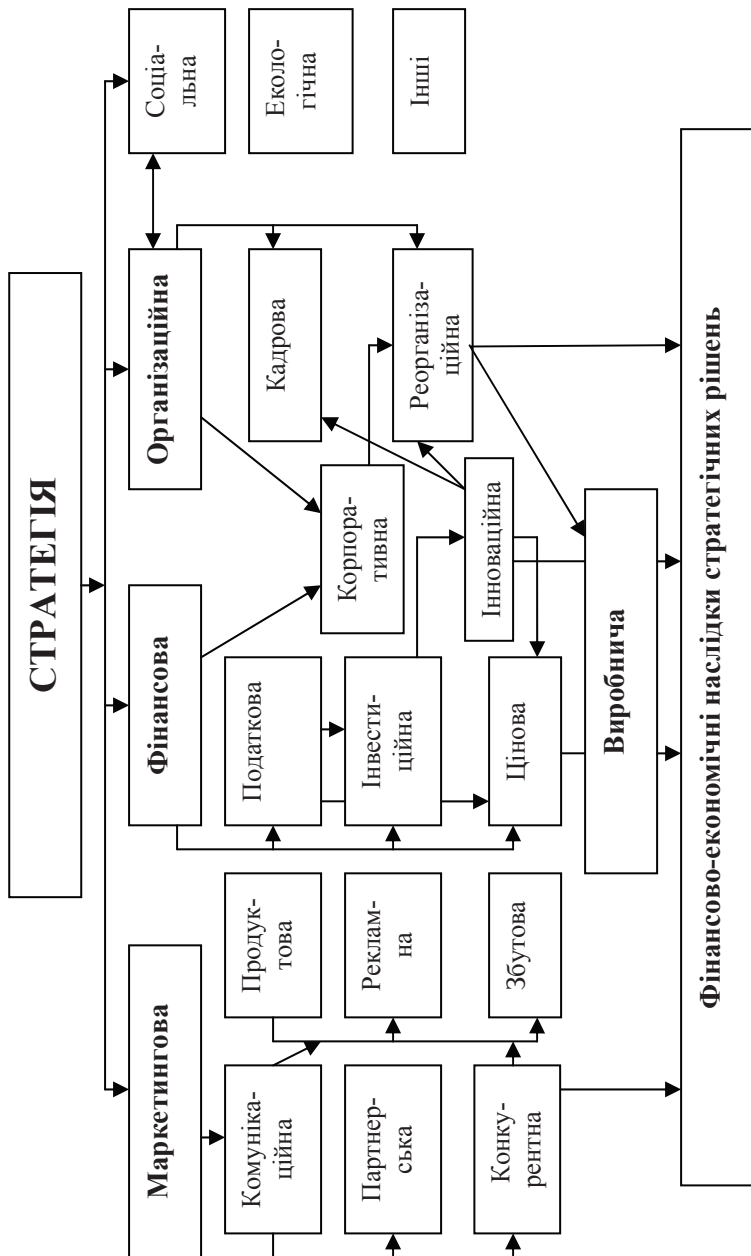 СТРАТЕГІЯ
Маркетингова
Фінансова
Організаційна
Соціа-
льна
Комуніка-
ційна
Продук-
това
Податкова
Кадрова
Еколо-
гічна
Корпора-
тивна
Партнер-
ська
Реклам-
на
Інвести-
ційна
Реорганіза-
ційна
Інші
Інноваційна
Конку-
рентна
Збутова
Цінова
Виробнича
Фінансово-економічні наслідки стратегічних рішень